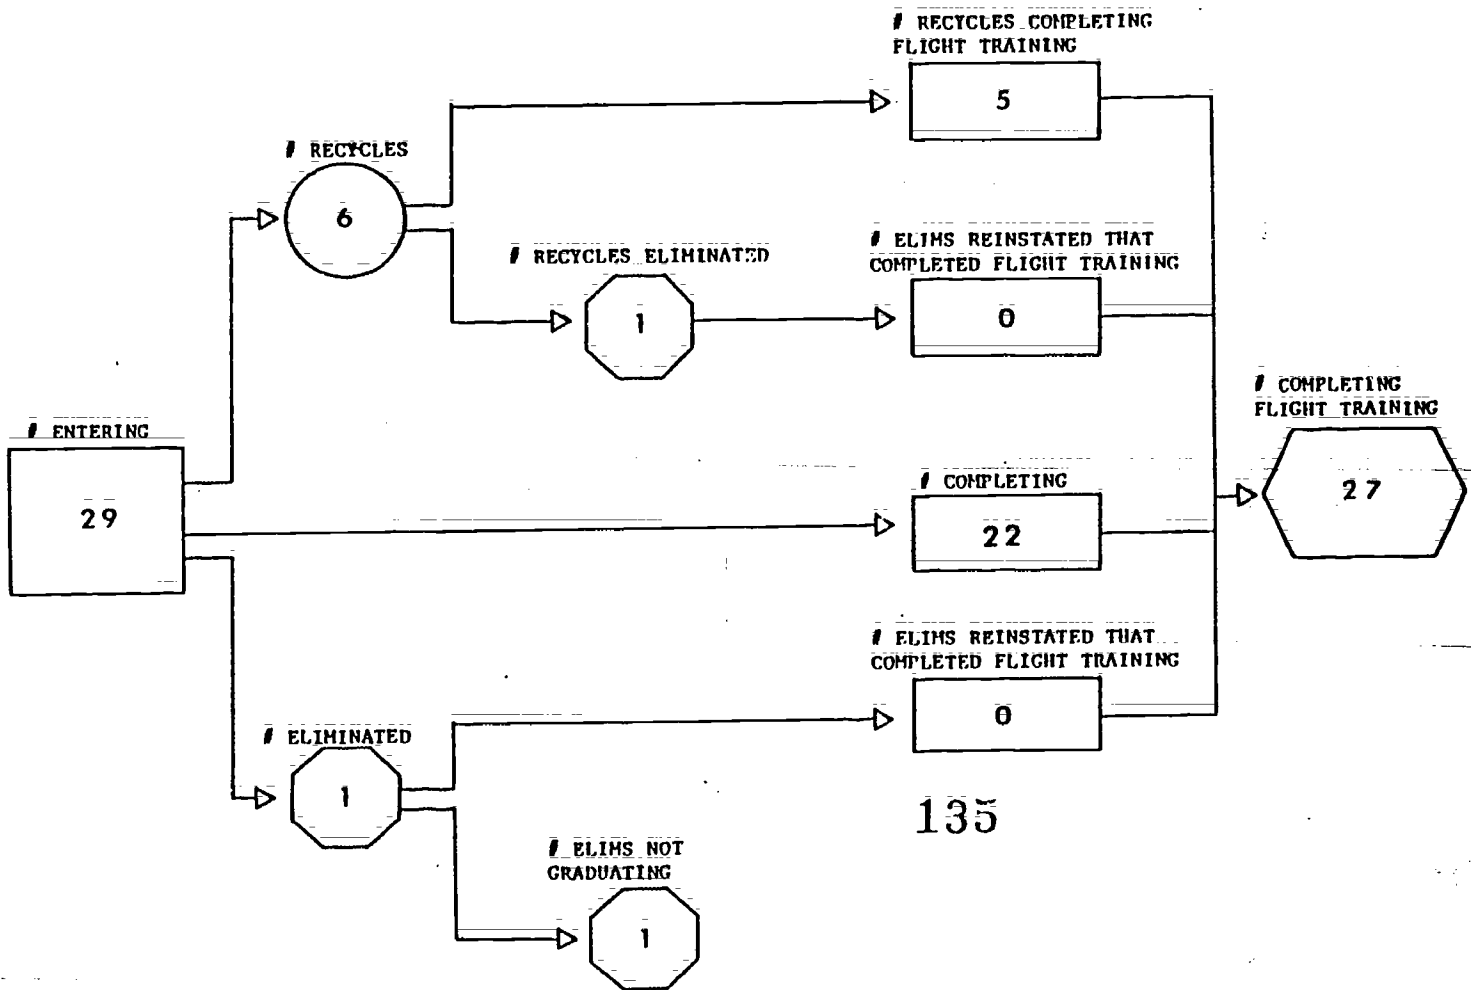 # RECYCLES COMPLETING
FLIGHT TRAINING
5
# RECYCLES
6
# ELIMS REINSTATED THAT
COMPLETED FLIGHT TRAINING
# RECYCLES ELIMINATED
1
0
# COMPLETING
FLIGHT TRAINING
27
# ENTERING
29
# COMPLETING
22
# ELIMS REINSTATED THAT
COMPLETED FLIGHT TRAINING
0
# ELIMINATED
1
135
# ELIMS NOT
GRADUATING
1